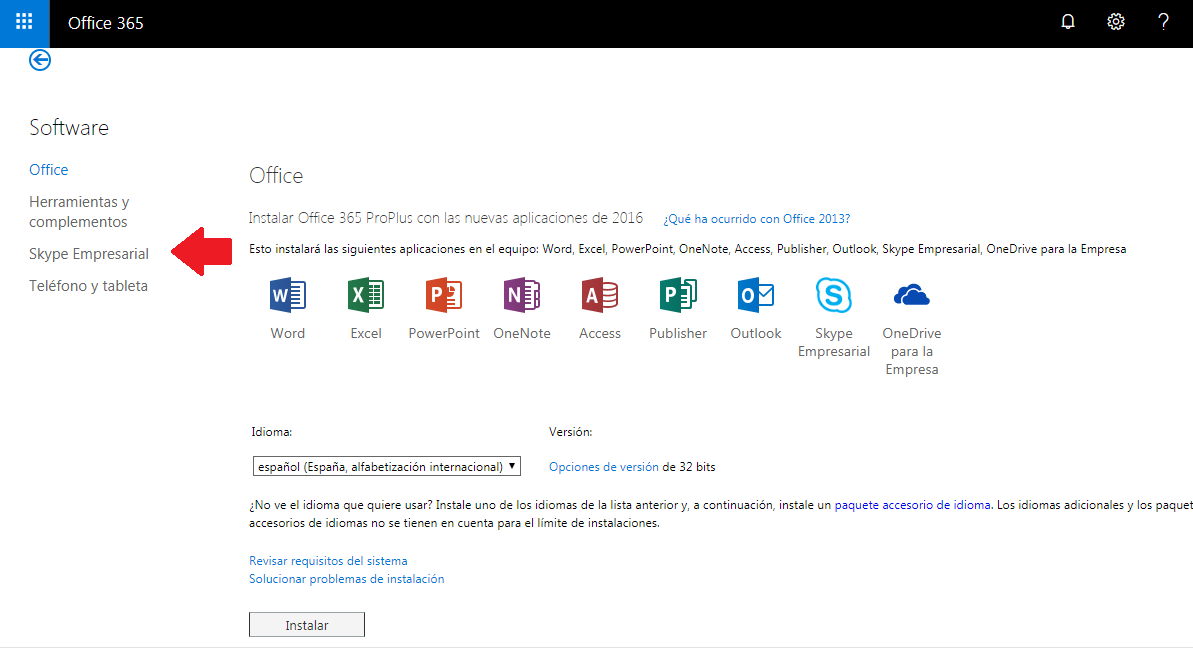 Office 365
Software
Office
Herramientas y
complementos
Skype Empresarial
Teléfono y tableta
Office
Instalar Office 365 ProPlus con las nuevas aplicaciones de 2016 ¿Qué ha ocurrido con Office 2013?
Esto instalará las siguientes aplicaciones en el equipo: Word, Excel, PowerPoint, OneNote, Access, Publisher, Outlook, Skype Empresarial, OneDrive para la Empresa
Word Excel PowerPoint OneNote Access Publisher Outlook Skype Empresarial OneDrive para la Empresa
Idioma: Versión:
español (España, alfabetización internacional) Opciones de versión de 32 bits
¿No ve el idioma que quiere usar? Instale uno de los idiomas de la lista anterior y, a continuación, instale un paquete accesorio de idioma. Los idiomas adicionales y los paquet
accesorios de idiomas no se tienen en cuenta para el límite de instalaciones.
Revisar requisitos del sistema
Solucionar problemas de instalación
Instalar